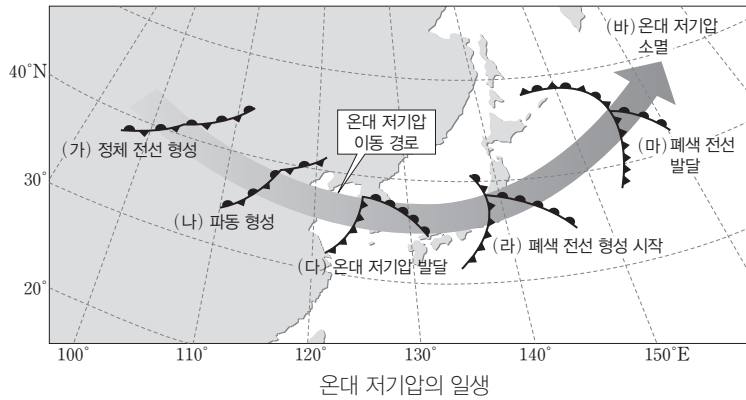 (바) 온대 저기압
소멸
40°N
온대 저기압
이동 경로
(가) 정체 전선 형성
(마) 폐색 전선
발달
30°
(나) 파동 형성
(라) 폐색 전선 형성 시작
(다) 온대 저기압 발달
20°
100°
110°
120°
130°
140°
150°E
온대 저기압의 일생